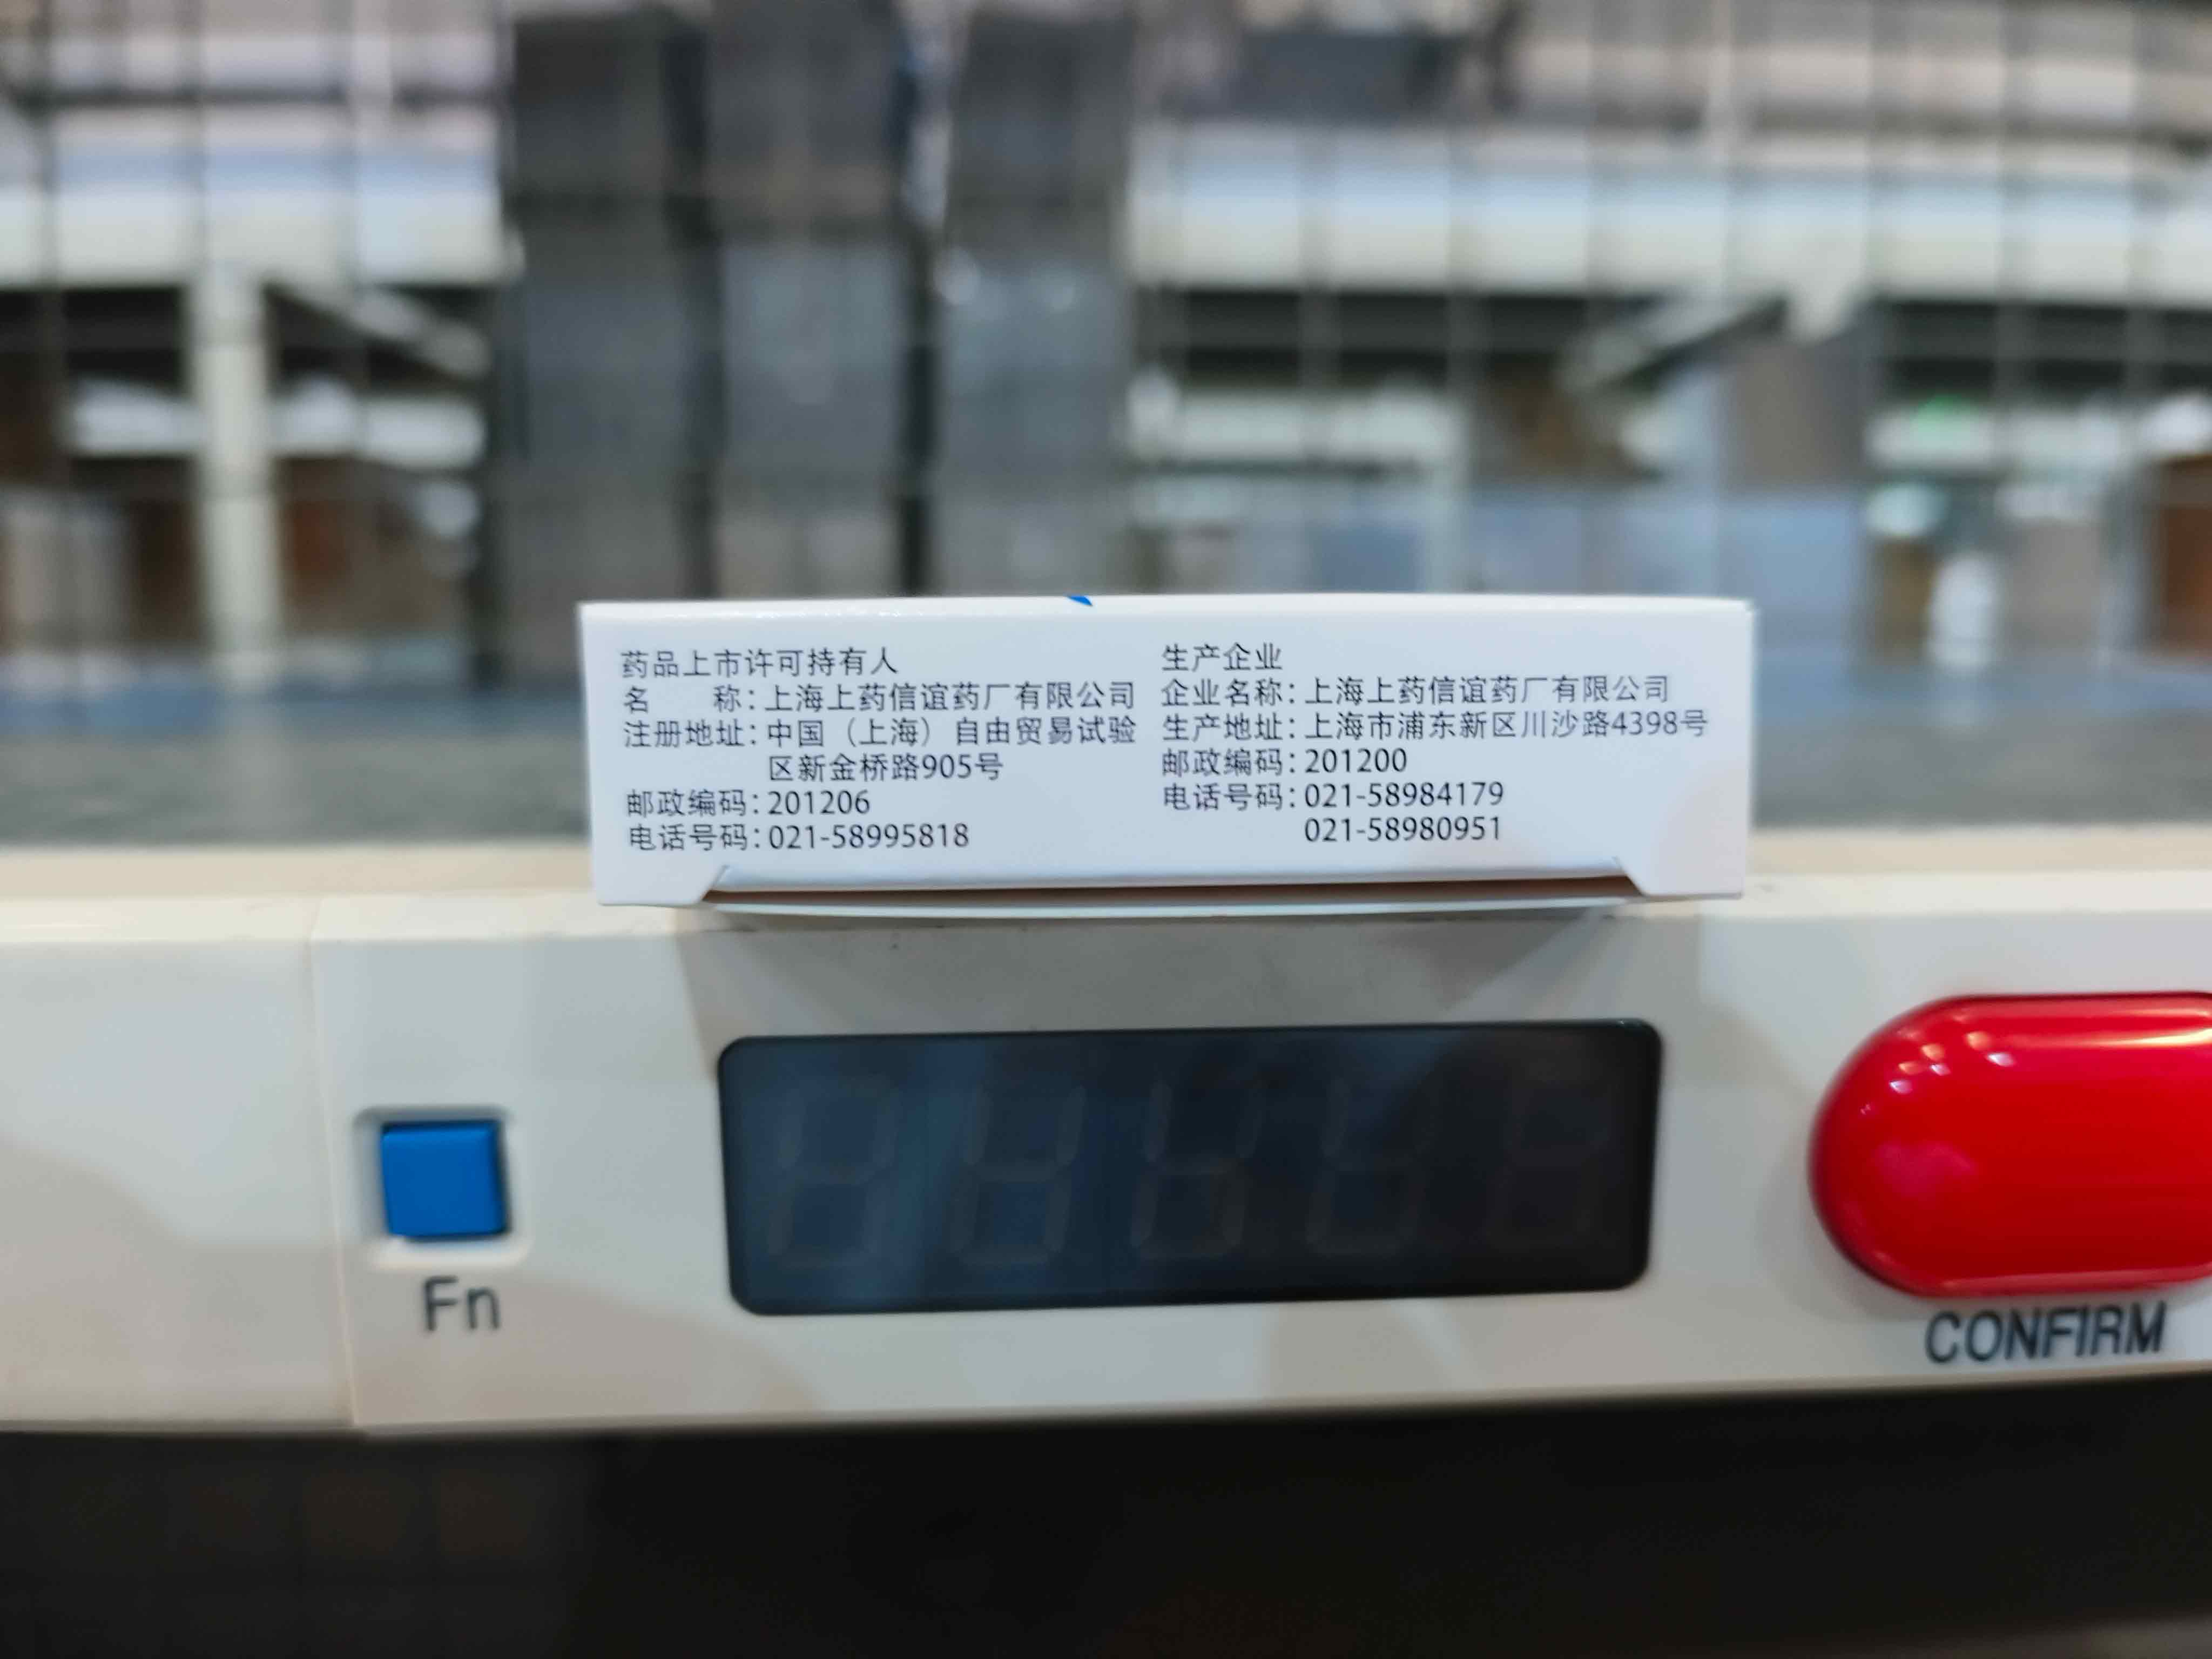 药品上市许可持有人
名　　称：上海上药信谊药厂有限公司
注册地址：中国（上海）自由贸易试验
区新金桥路905号
邮政编码：201206
电话号码：021-58995818
生产企业
企业名称：上海上药信谊药厂有限公司
生产地址：上海市浦东新区川沙路4398号
邮政编码：201200
电话号码：021-58984179
021-58980951
Fn
CONFIRM